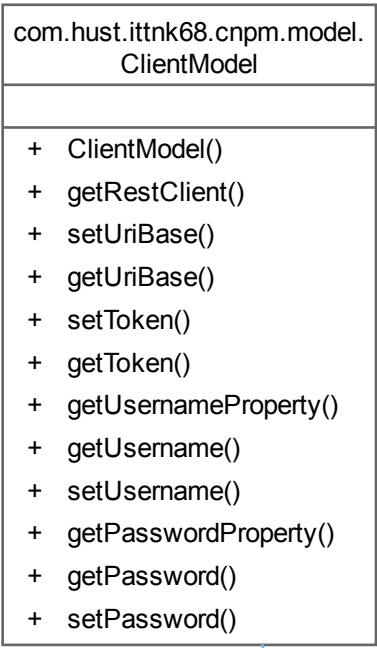 com.hust.ittnk68.cnpm.model.
ClientModel
+ ClientModel()
+ getRestClient()
+ setUriBase()
+ getUriBase()
+ setToken()
+ getToken()
+ getUsernameProperty()
+ getUsername()
+ setUsername()
+ getPasswordProperty()
+ getPassword()
+ setPassword()